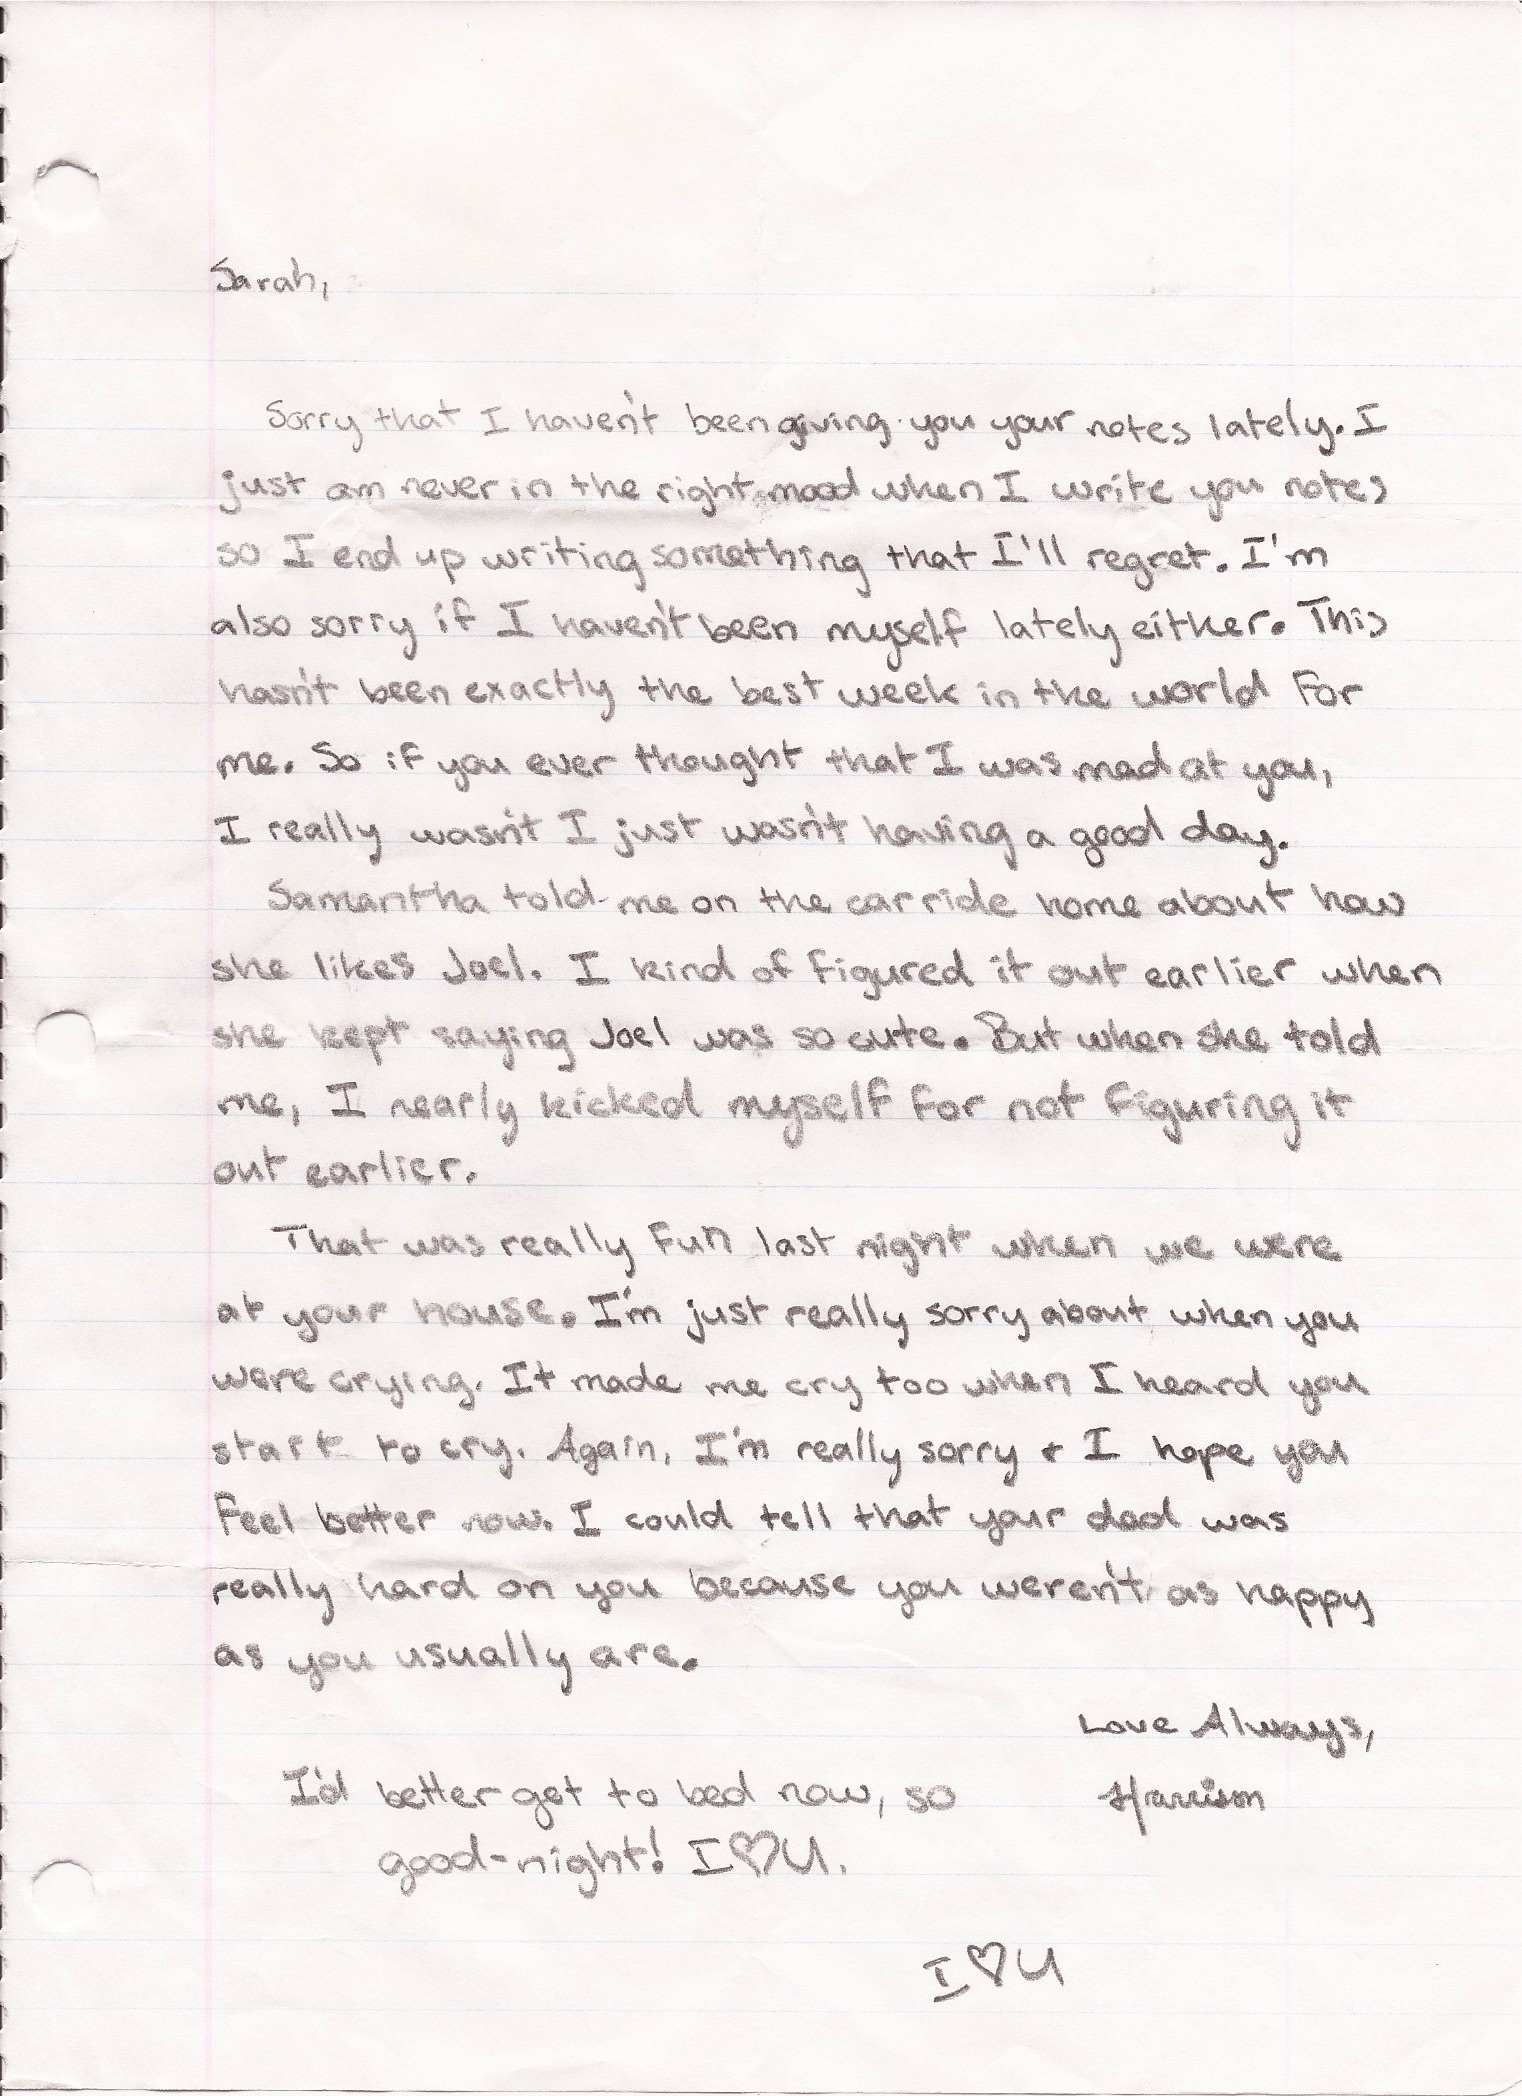 Sarah,
Sorry that I haven't been giving you your notes lately. I
just am never in the right mood when I write you notes
so I end up writing something that I'll regret. I'm
also sorry if I haven't been myself lately either. This
hasn't been exactly the best week in the world for
me. So if you ever thought that I was mad at you,
I really wasn't I just wasn't having a good day.
Samantha told me on the car ride home about how
she likes Joel. I kind of figured it out earlier when
she kept saying Joel was so cute. But when she told
me, I nearly kicked myself for not figuring it
out earlier.
That was really fun last night when we were
at your house. I'm just really sorry about when you
were crying. It made me cry too when I heard you
start to cry. Again, I'm really sorry + I hope you
feel better now. I could tell that your dad was
really hard on you because you weren't as happy
as you usually are.
Love Always,
Harrison
I'd better get to bed now, so
good-night! I ♡ U.
I ♡ U